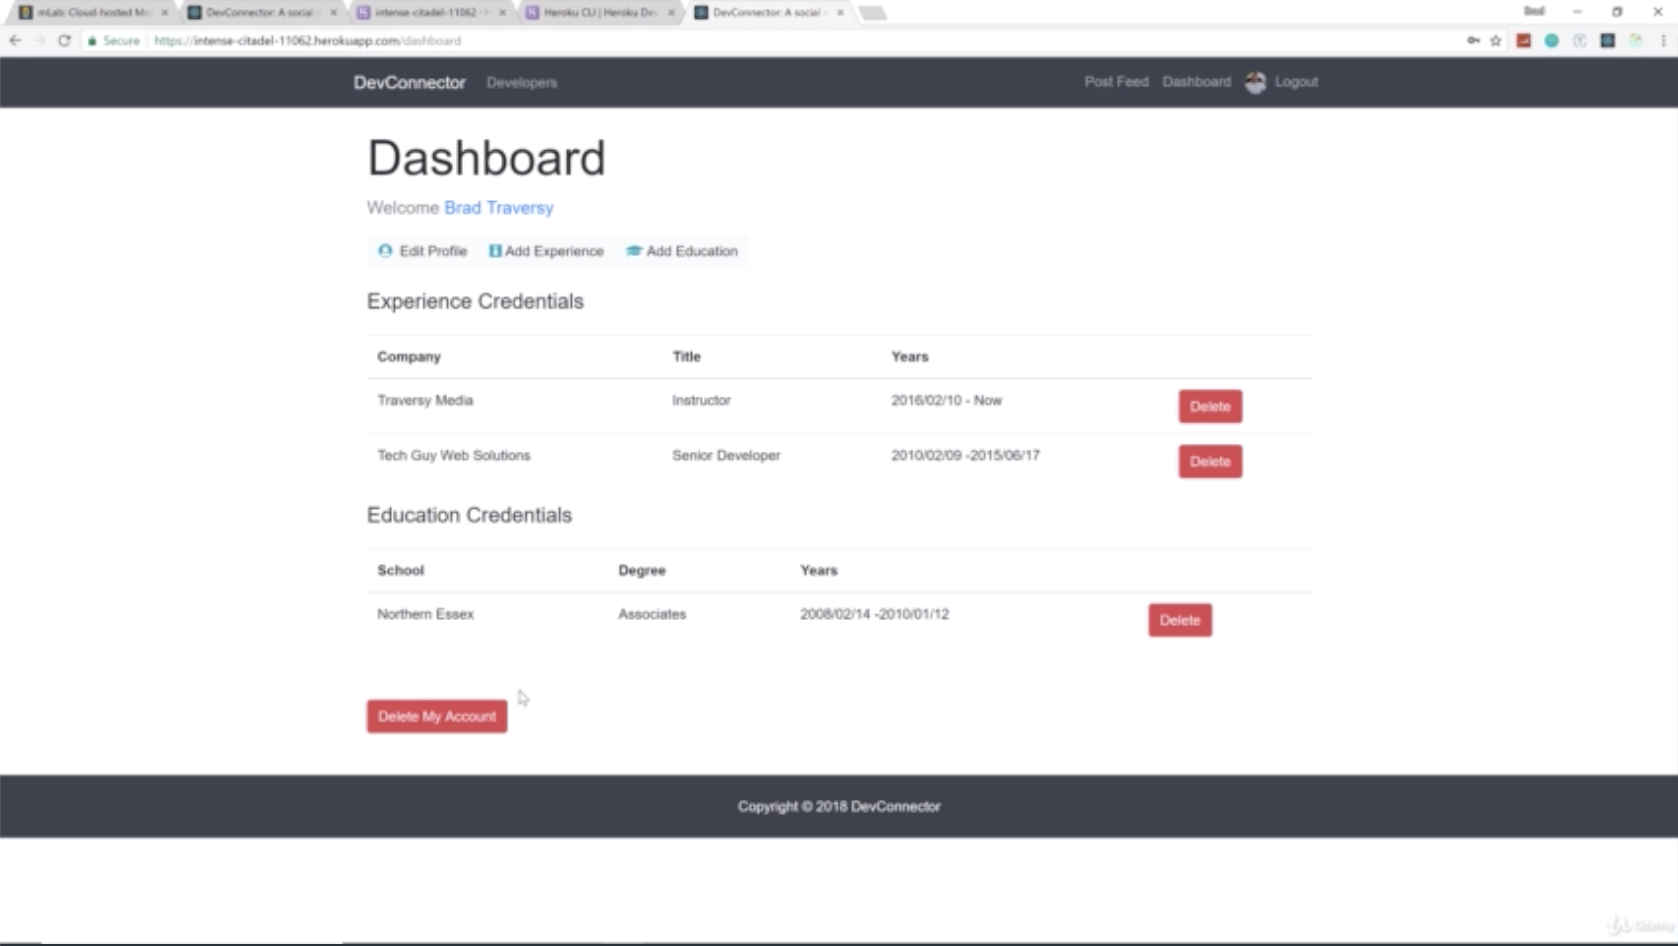 mLab: Cloud-hosted Mo DevConnector: A social intense-citadel-11062 Heroku CLI | Heroku De DevConnector: A social
Secure https://intense-citadel-11062.herokuapp.com/dashboard
DevConnector Developers Post Feed Dashboard Logout
Dashboard
Welcome Brad Traversy
Edit Profile Add Experience Add Education
Experience Credentials
Company Title Years
Traversy Media Instructor 2016/02/10 - Now Delete
Tech Guy Web Solutions Senior Developer 2010/02/09 -2015/06/17 Delete
Education Credentials
School Degree Years
Northern Essex Associates 2008/02/14 -2010/01/12 Delete
Delete My Account
Copyright © 2018 DevConnector
Udemy